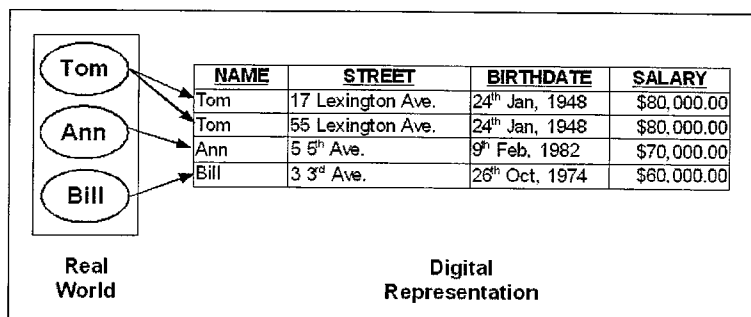 Tom
Ann
Bill
NAME STREET BIRTHDATE SALARY
Tom 17 Lexington Ave. 24th Jan, 1948 $80,000.00
Tom 55 Lexington Ave. 24th Jan, 1948 $80,000.00
Ann 5 5th Ave. 9th Feb, 1982 $70,000.00
Bill 3 3rd Ave. 26th Oct, 1974 $60,000.00
Real
World
Digital
Representation